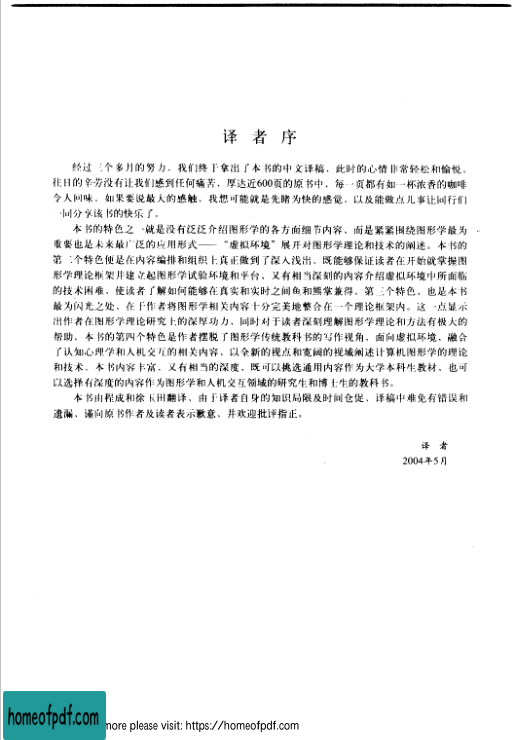 译者序
经过三个多月的努力，我们终于拿出了本书的中文译稿，此时的心情非常轻松和愉悦。
往日的辛劳没有让我们感到任何痛苦，厚达近600页的原书中，每一页都有如一杯浓香的咖啡
令人回味。如果要说最大的感触，我想可能就是先睹为快的感觉，以及能做点儿事让同行们
一同分享该书的快乐了。
本书的特色之一就是没有泛泛介绍图形学的各方面细节内容，而是紧紧围绕图形学最为
重要也是未来最广泛的应用形式——“虚拟环境”展开对图形学理论和技术的阐述。本书的
第二个特色便是在内容编排和组织上真正做到了深入浅出，既能够保证读者在开始就掌握图
形学理论框架并建立起图形学试验环境和平台，又有相当深刻的内容介绍虚拟环境中所面临
的技术困难，使读者了解如何能够在真实和实时之间鱼和熊掌兼得。第三个特色，也是本书
最为闪光之处，在于作者将图形学相关内容十分完美地整合在一个理论框架内。这一点显示
出作者在图形学理论研究上的深厚功力，同时对于读者深刻理解图形学理论和方法有极大的
帮助。本书的第四个特色是作者摆脱了图形学传统教科书的写作视角，面向虚拟环境，融合
了认知心理学和人机交互的相关内容，以全新的视点和宽阔的视域阐述计算机图形学的理论
和技术。本书内容丰富，又有相当的深度，既可以挑选通用内容作为大学本科生教材，也可
以选择有深度的内容作为图形学和人机交互领域的研究生和博士生的教科书。
本书由程成和徐玉田翻译，由于译者自身的知识局限及时间仓促，译稿中难免有错误和
遗漏，谨向原书作者及读者表示歉意，并欢迎批评指正。
译 者
2004年5月
homeofpdf.com
more please visit: https://homeofpdf.com